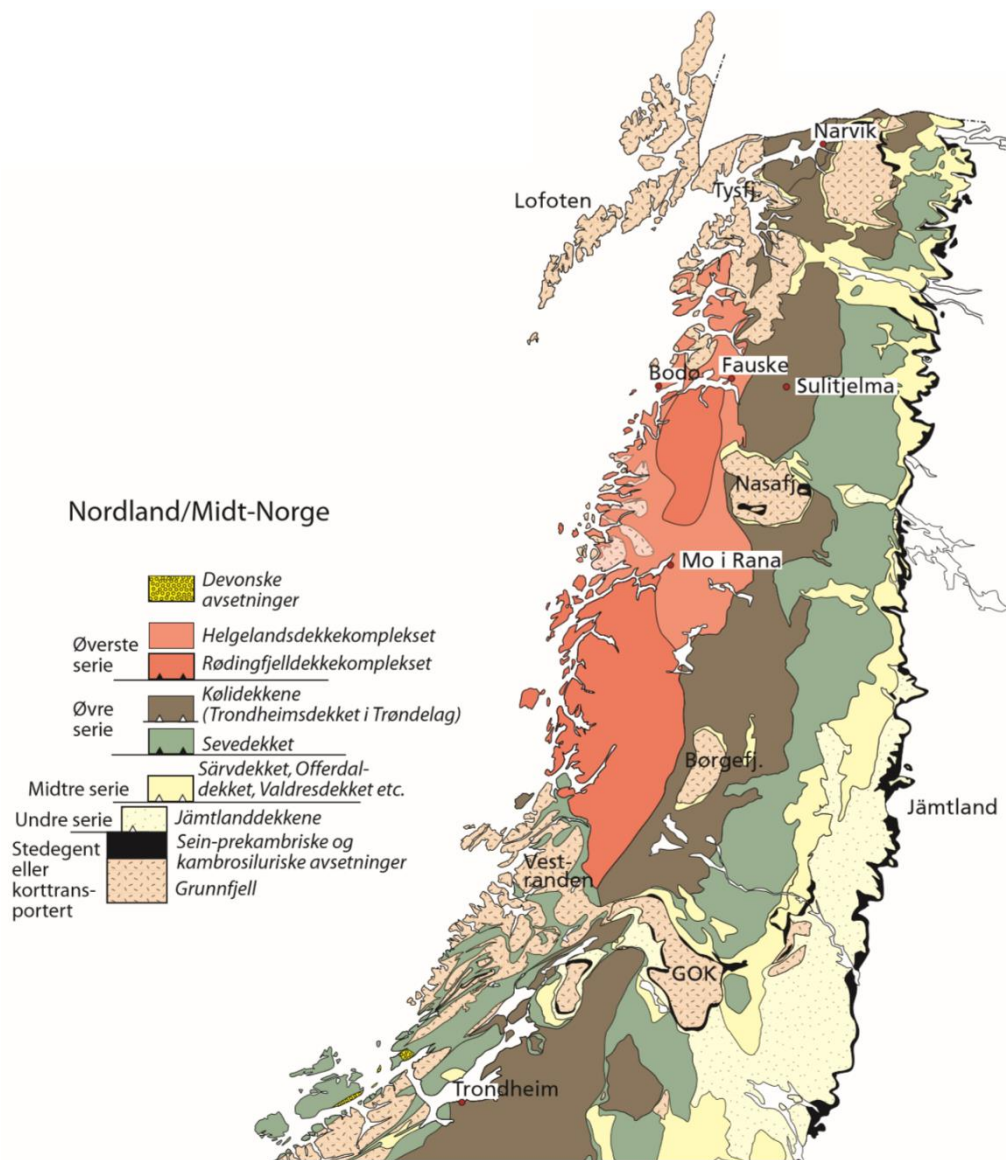 Narvik
Tysfj.
Lofoten
Fauske
Bodø
Sulitjelma
Nasafj.
Nordland/Midt-Norge
Mo i Rana
Devonske
avsetninger
Øverste
serie
Helgelandsdekkekomplekset
Rødingfjelldekkekomplekset
Øvre
serie
Kølidekkene
(Trondheimsdekket i Trøndelag)
Sevedekket
Midtre serie
Särvdekket, Offerdal-
dekket, Valdresdekket etc.
Undre serie
Jämtlanddekkene
Stedegent
eller
korttrans-
portert
Sein-prekambriske og
kambrosiluriske avsetninger
Grunnfjell
Børgefj.
Jämtland
Vest-
randen
GOK
Trondheim